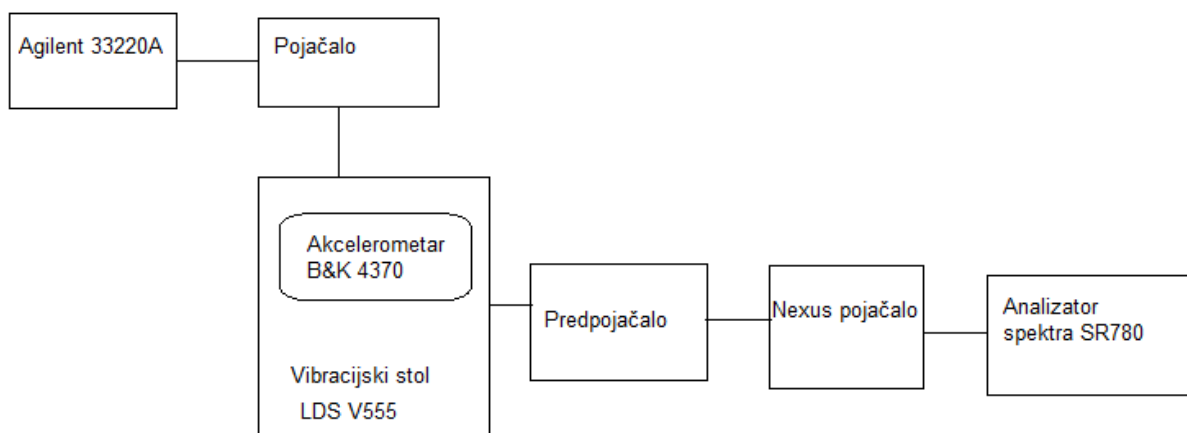 Agilent 33220A
Pojačalo
Akcelerometar
B&K 4370
Vibracijski stol
LDS V555
Predpojačalo
Nexus pojačalo
Analizator
spektra SR780